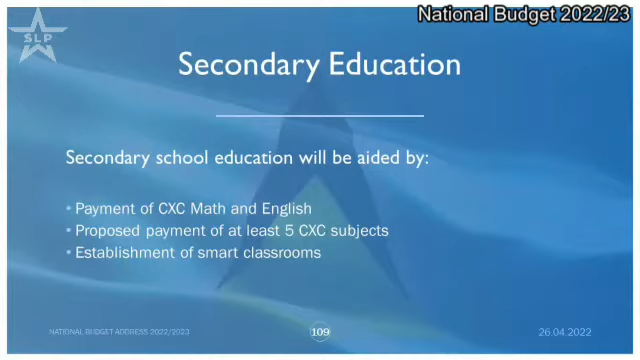 National Budget 2022/23
SLP
Secondary Education
Secondary school education will be aided by:
• Payment of CXC Math and English
• Proposed payment of at least 5 CXC subjects
• Establishment of smart classrooms
NATIONAL BUDGET ADDRESS 2022/2023
109
26.04.2022